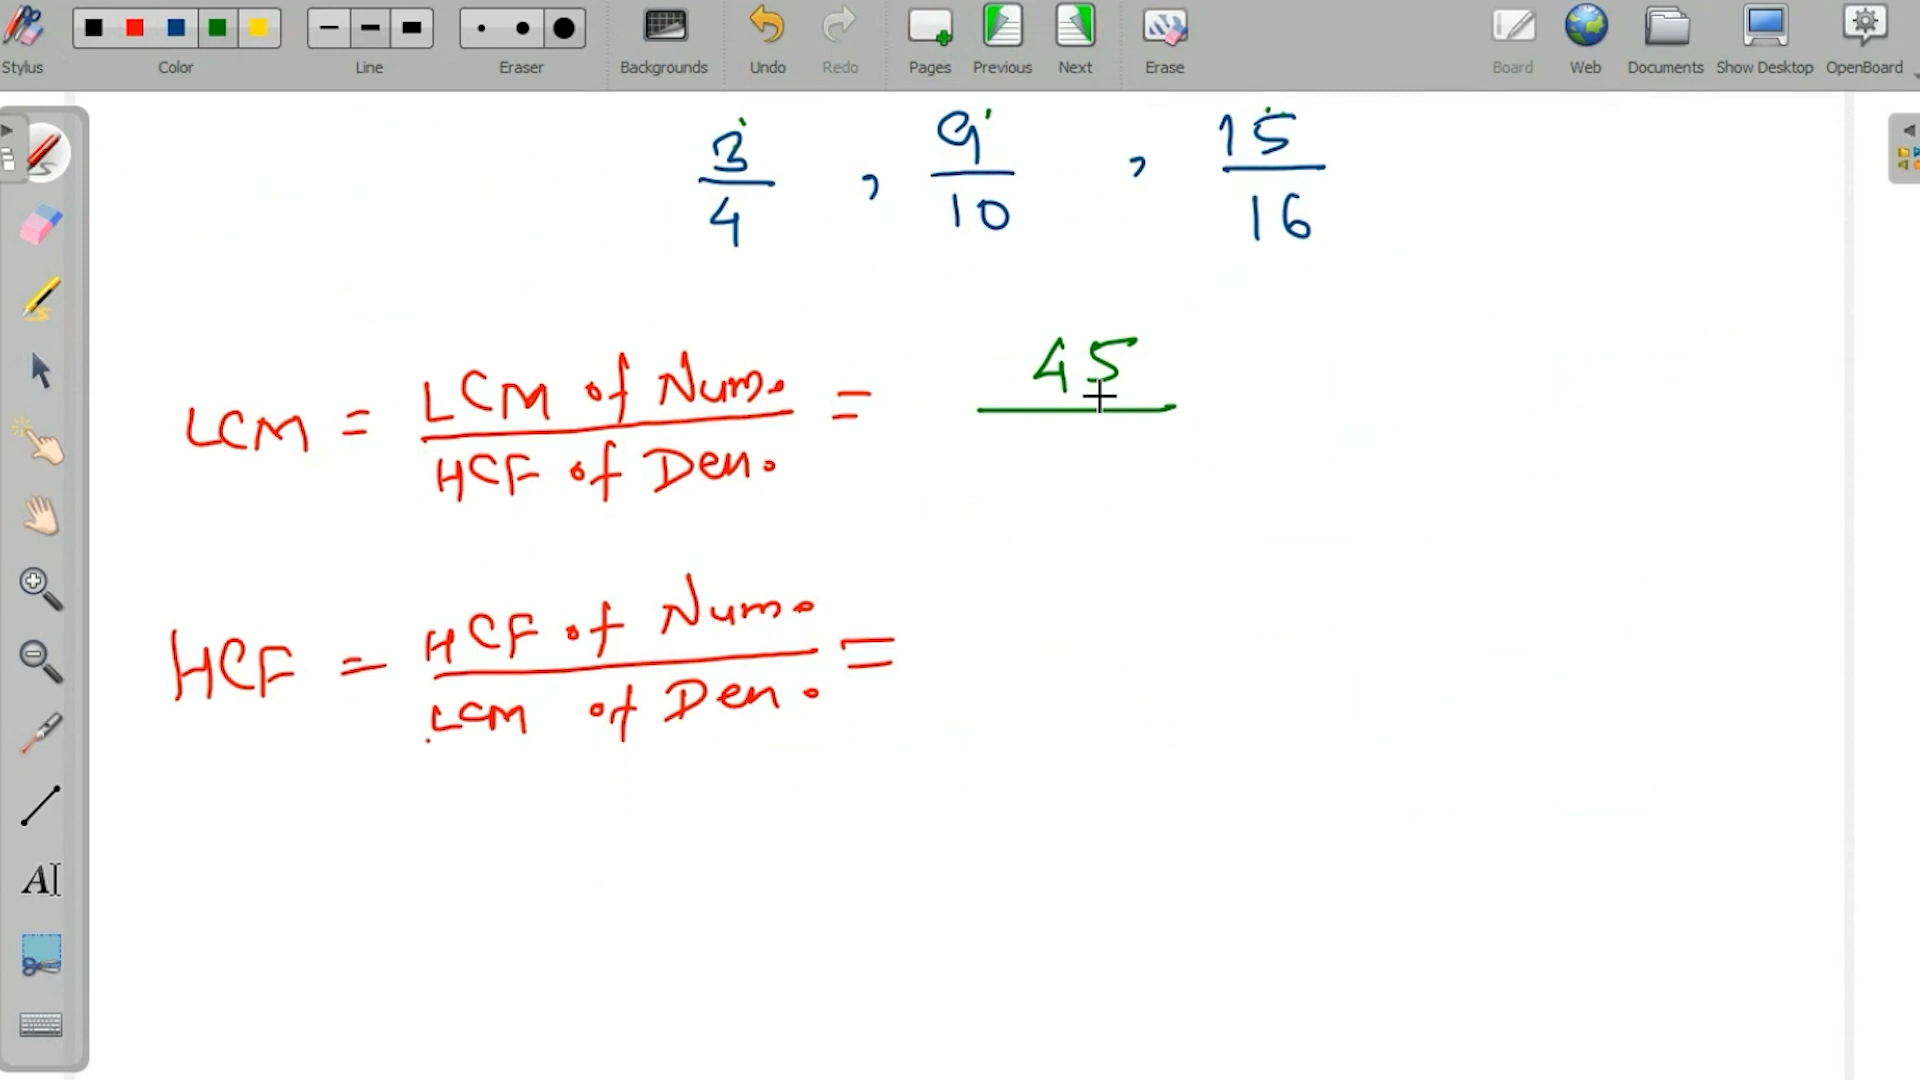 Stylus Color Line Eraser Backgrounds Undo Redo Pages Previous Next Erase Board Web Documents Show Desktop OpenBoard
3/4 , 9/10 , 15/16
LCM = LCM of Num. / HCF of Den. = 45
HCF = HCF of Num. / LCM of Den. =